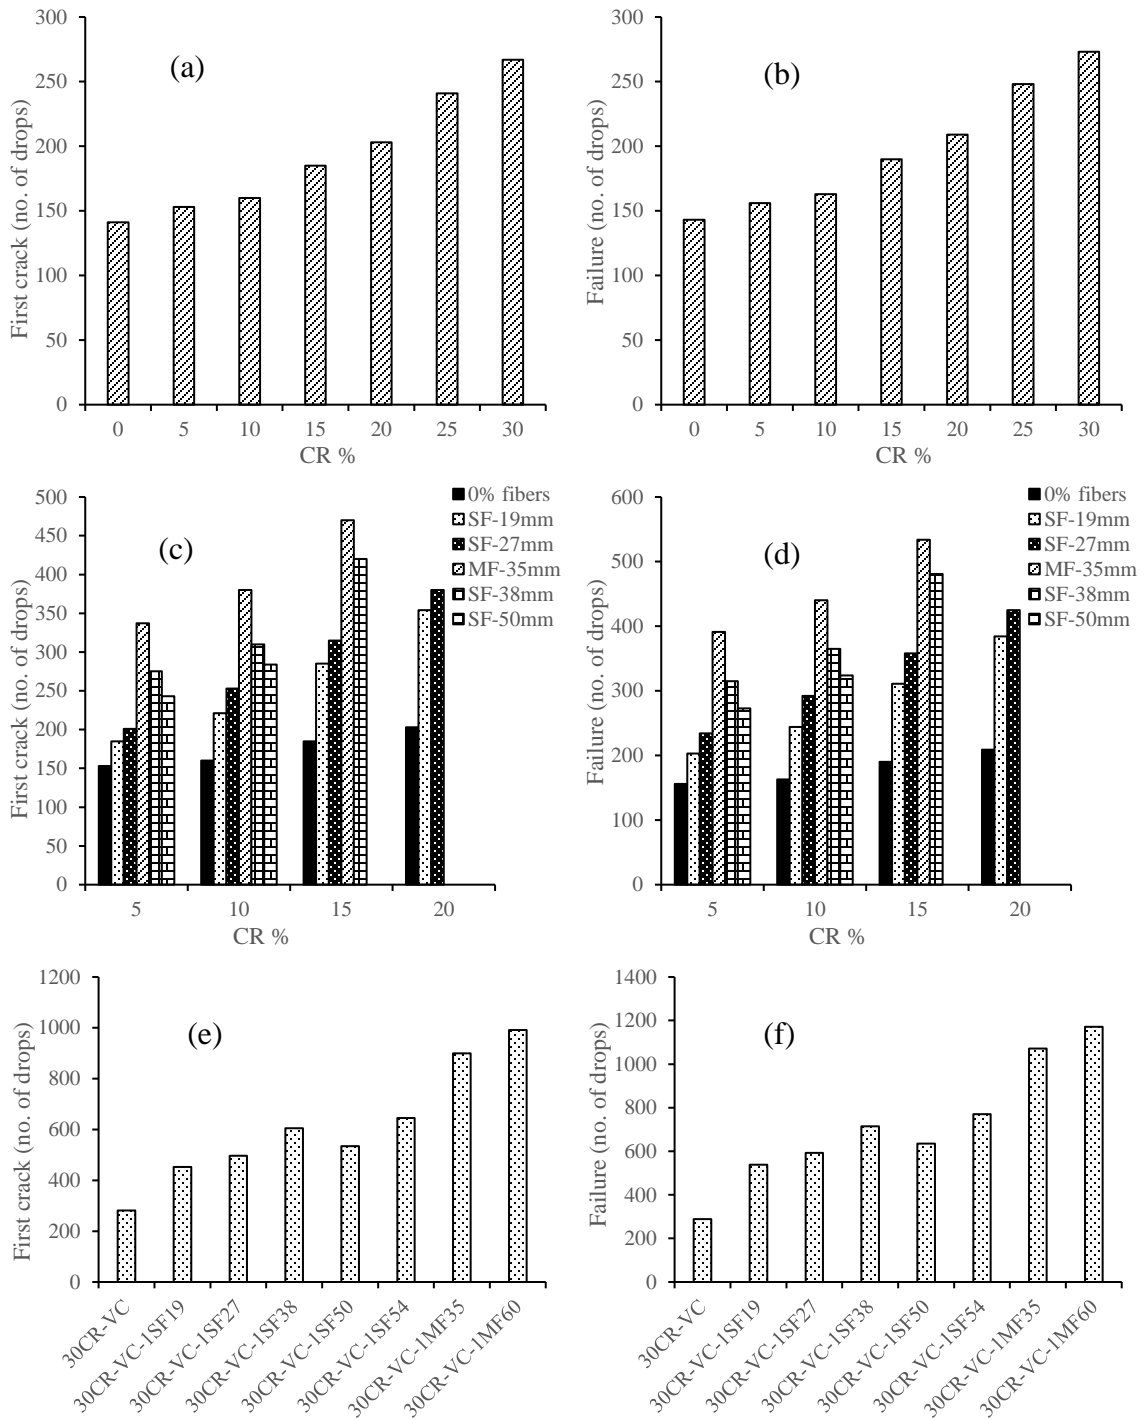 (a)
First crack (no. of drops)
300
250
200
150
100
50
0
0 5 10 15 20 25 30
CR %
(b)
Failure (no. of drops)
300
250
200
150
100
50
0
0 5 10 15 20 25 30
CR %
(c)
First crack (no. of drops)
500
450
400
350
300
250
200
150
100
50
0
5 10 15 20
CR %
0% fibers
SF-19mm
SF-27mm
MF-35mm
SF-38mm
SF-50mm
(d)
Failure (no. of drops)
600
500
400
300
200
100
0
5 10 15 20
CR %
0% fibers
SF-19mm
SF-27mm
MF-35mm
SF-38mm
SF-50mm
(e)
First crack (no. of drops)
1200
1000
800
600
400
200
0
30CR-VC
30CR-VC-1SF19
30CR-VC-1SF27
30CR-VC-1SF38
30CR-VC-1SF50
30CR-VC-1SF54
30CR-VC-1MF35
30CR-VC-1MF60
(f)
Failure (no. of drops)
1400
1200
1000
800
600
400
200
0
30CR-VC
30CR-VC-1SF19
30CR-VC-1SF27
30CR-VC-1SF38
30CR-VC-1SF50
30CR-VC-1SF54
30CR-VC-1MF35
30CR-VC-1MF60